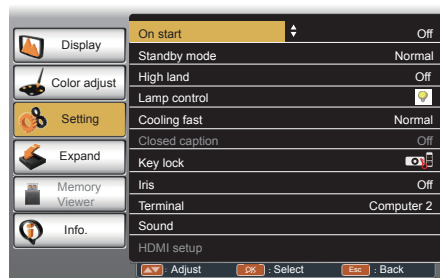 Display
Color adjust
Setting
Expand
Memory
Viewer
Info.
On start Off
Standby mode Normal
High land Off
Lamp control
Cooling fast Normal
Closed caption Off
Key lock
Iris Off
Terminal Computer 2
Sound
HDMI setup
: Adjust OK : Select Esc : Back